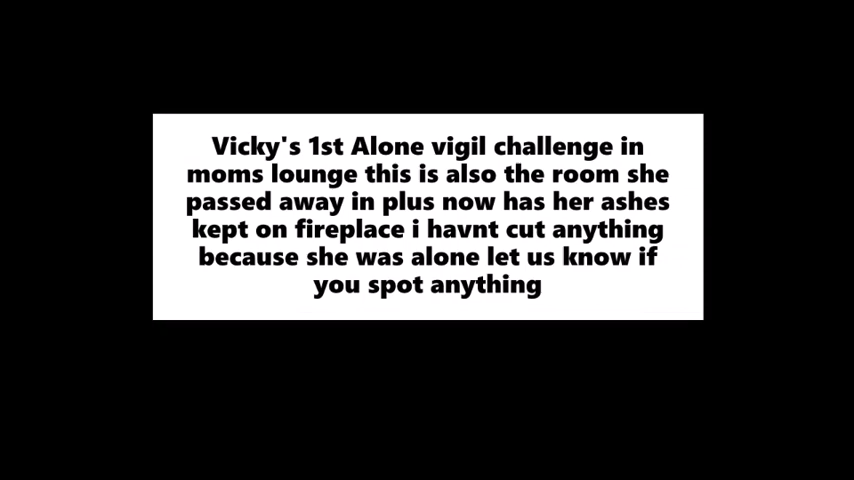 Vicky's 1st Alone vigil challenge in
moms lounge this is also the room she
passed away in plus now has her ashes
kept on fireplace i havnt cut anything
because she was alone let us know if
you spot anything